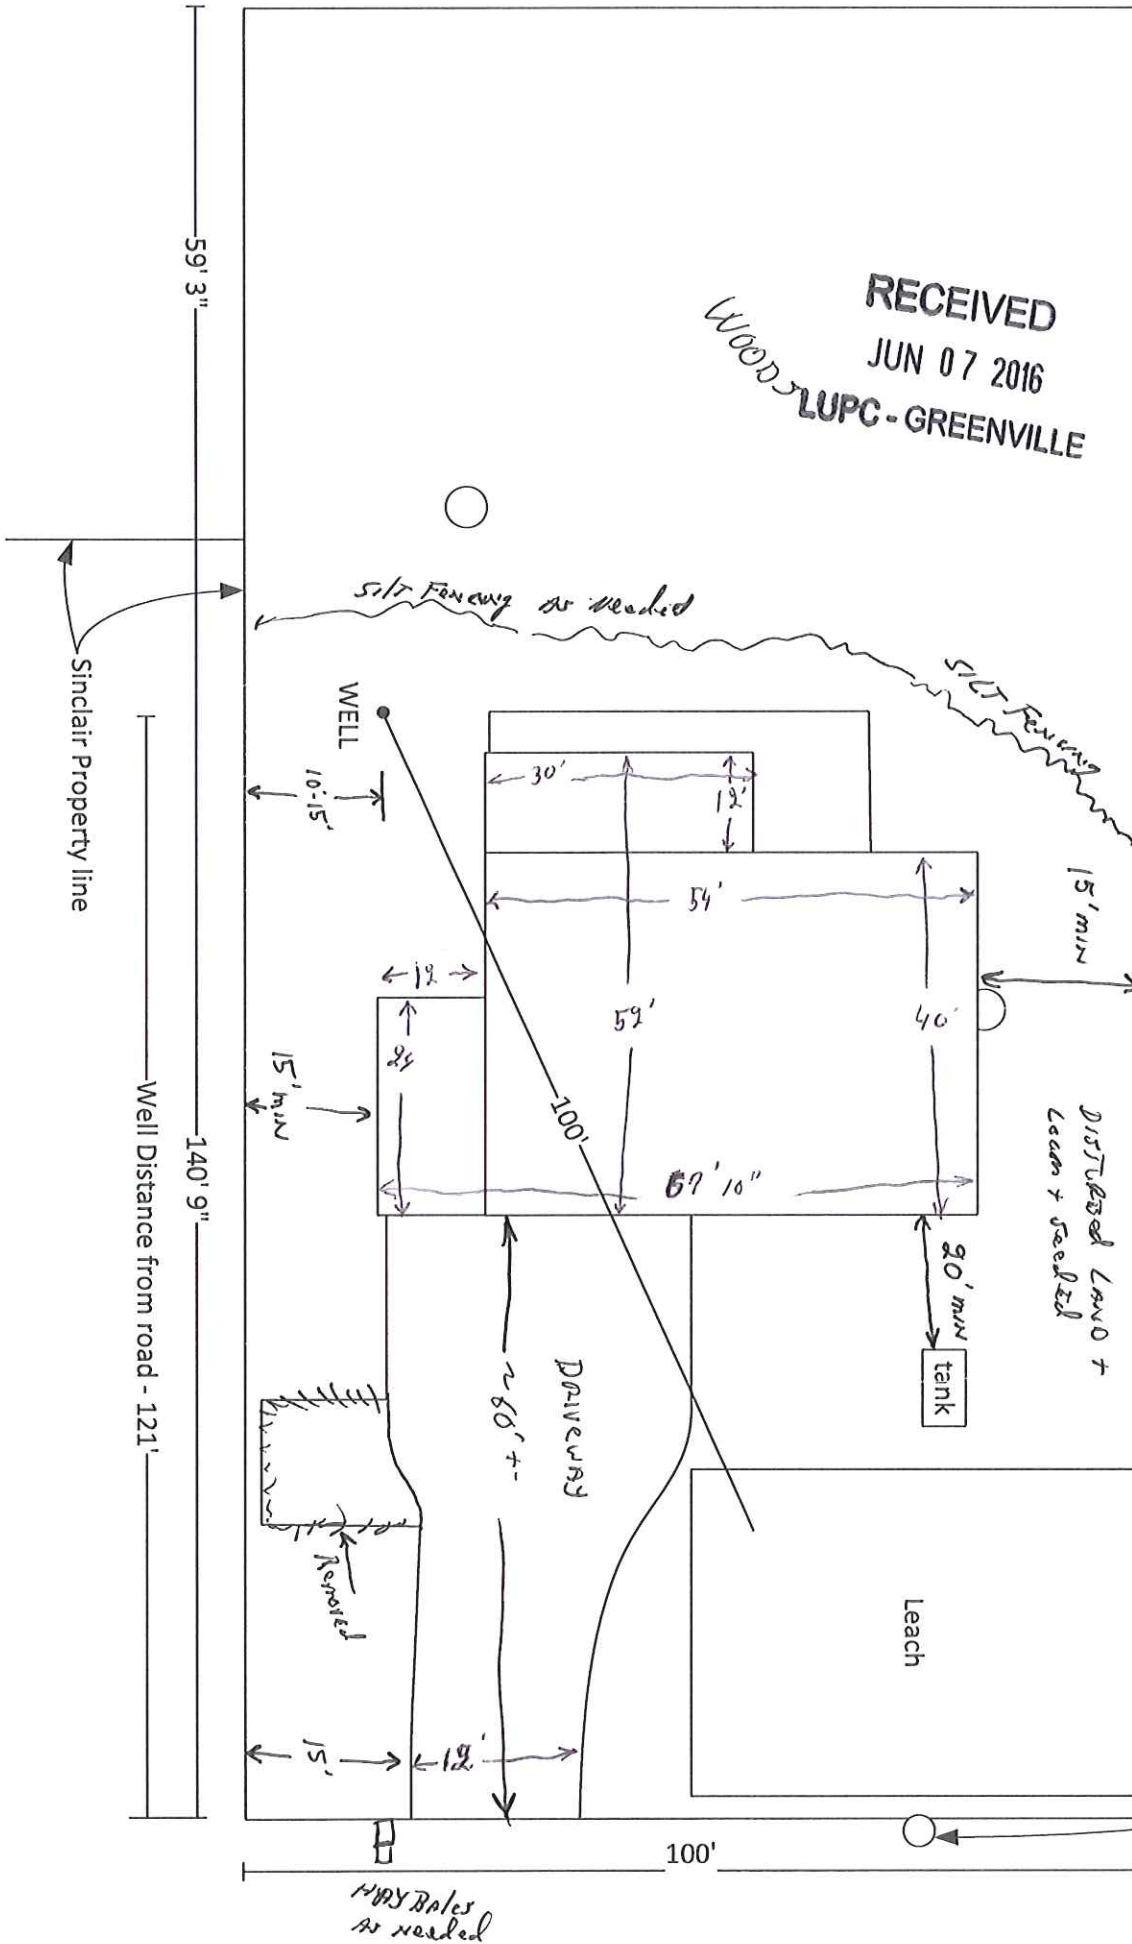 RECEIVED
JUN 07 2016
LUPC - GREENVILLE
WOODS
59' 3"
Silt Fencing as needed
SILT Fencing
Sinclair Property line
WELL
10'-15'
30'
12'
15' min
54'
12
24
52'
40'
15' min
67' 10"
100'
DISTURBED LAND +
Loam + seeded
140' 9"
Well Distance from road - 121'
20' min
tank
DRIVEWAY
~60' +-
Removed
Leach
15'
12'
100'
HAY Bales
As needed